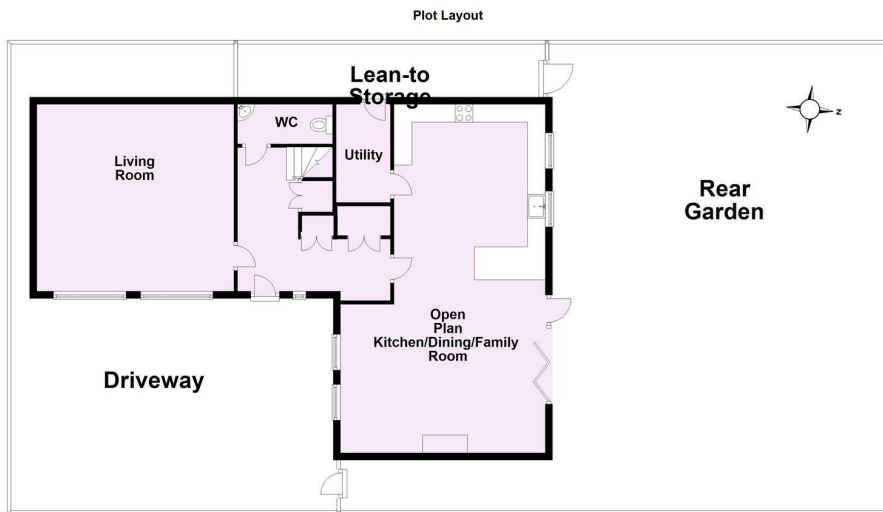 Plot Layout
Lean-to
Storage
WC
Utility
Living
Room
Rear
Garden
N
Open
Plan
Kitchen/Dining/Family
Room
Driveway